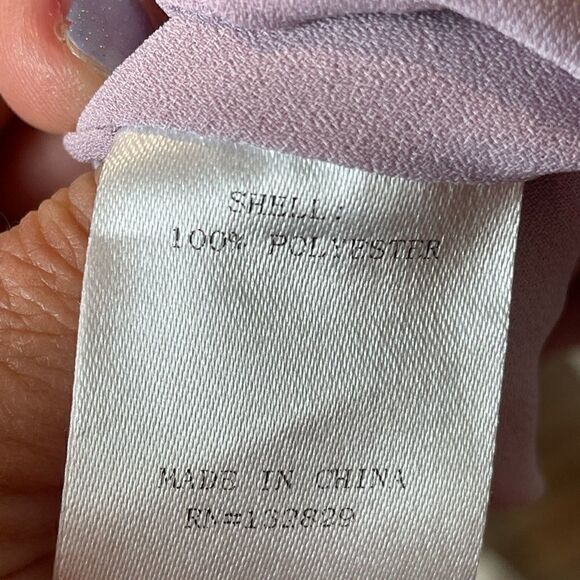 SHELL:
100% POLYESTER
MADE IN CHINA
RN#132829